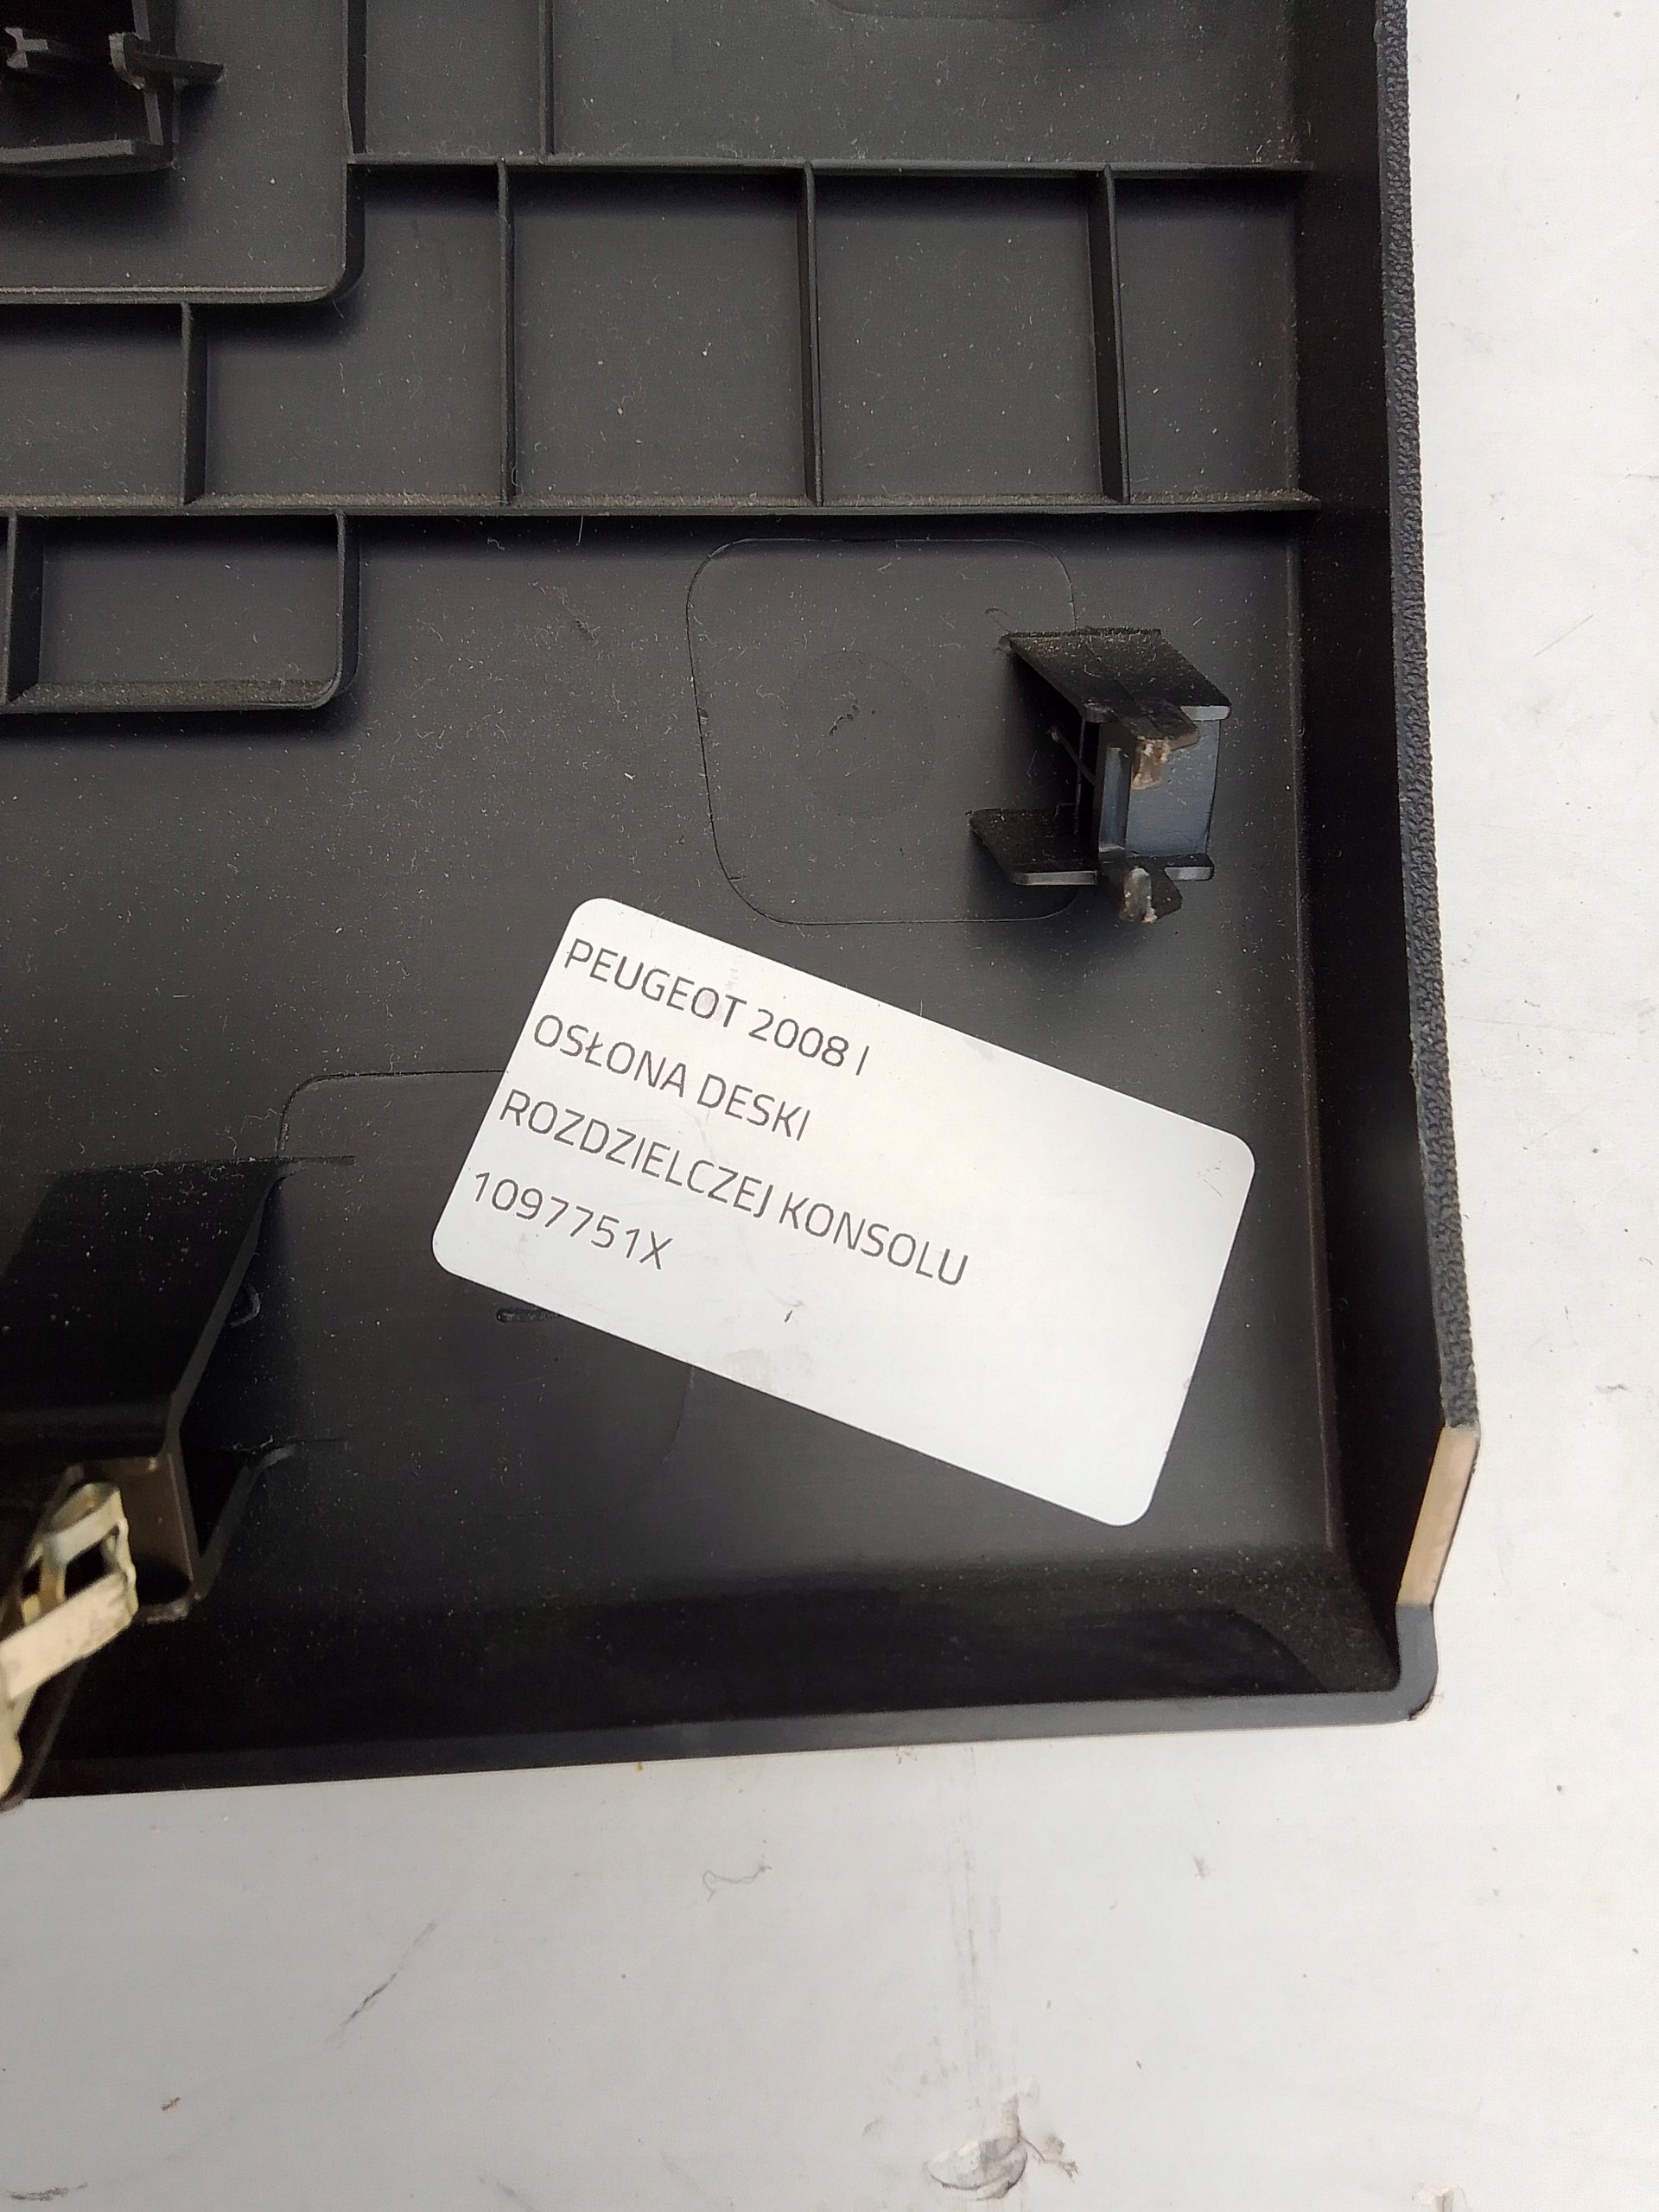 PEUGEOT 2008 I
OSŁONA DESKI
ROZDZIELCZEJ KONSOLU
1097751X